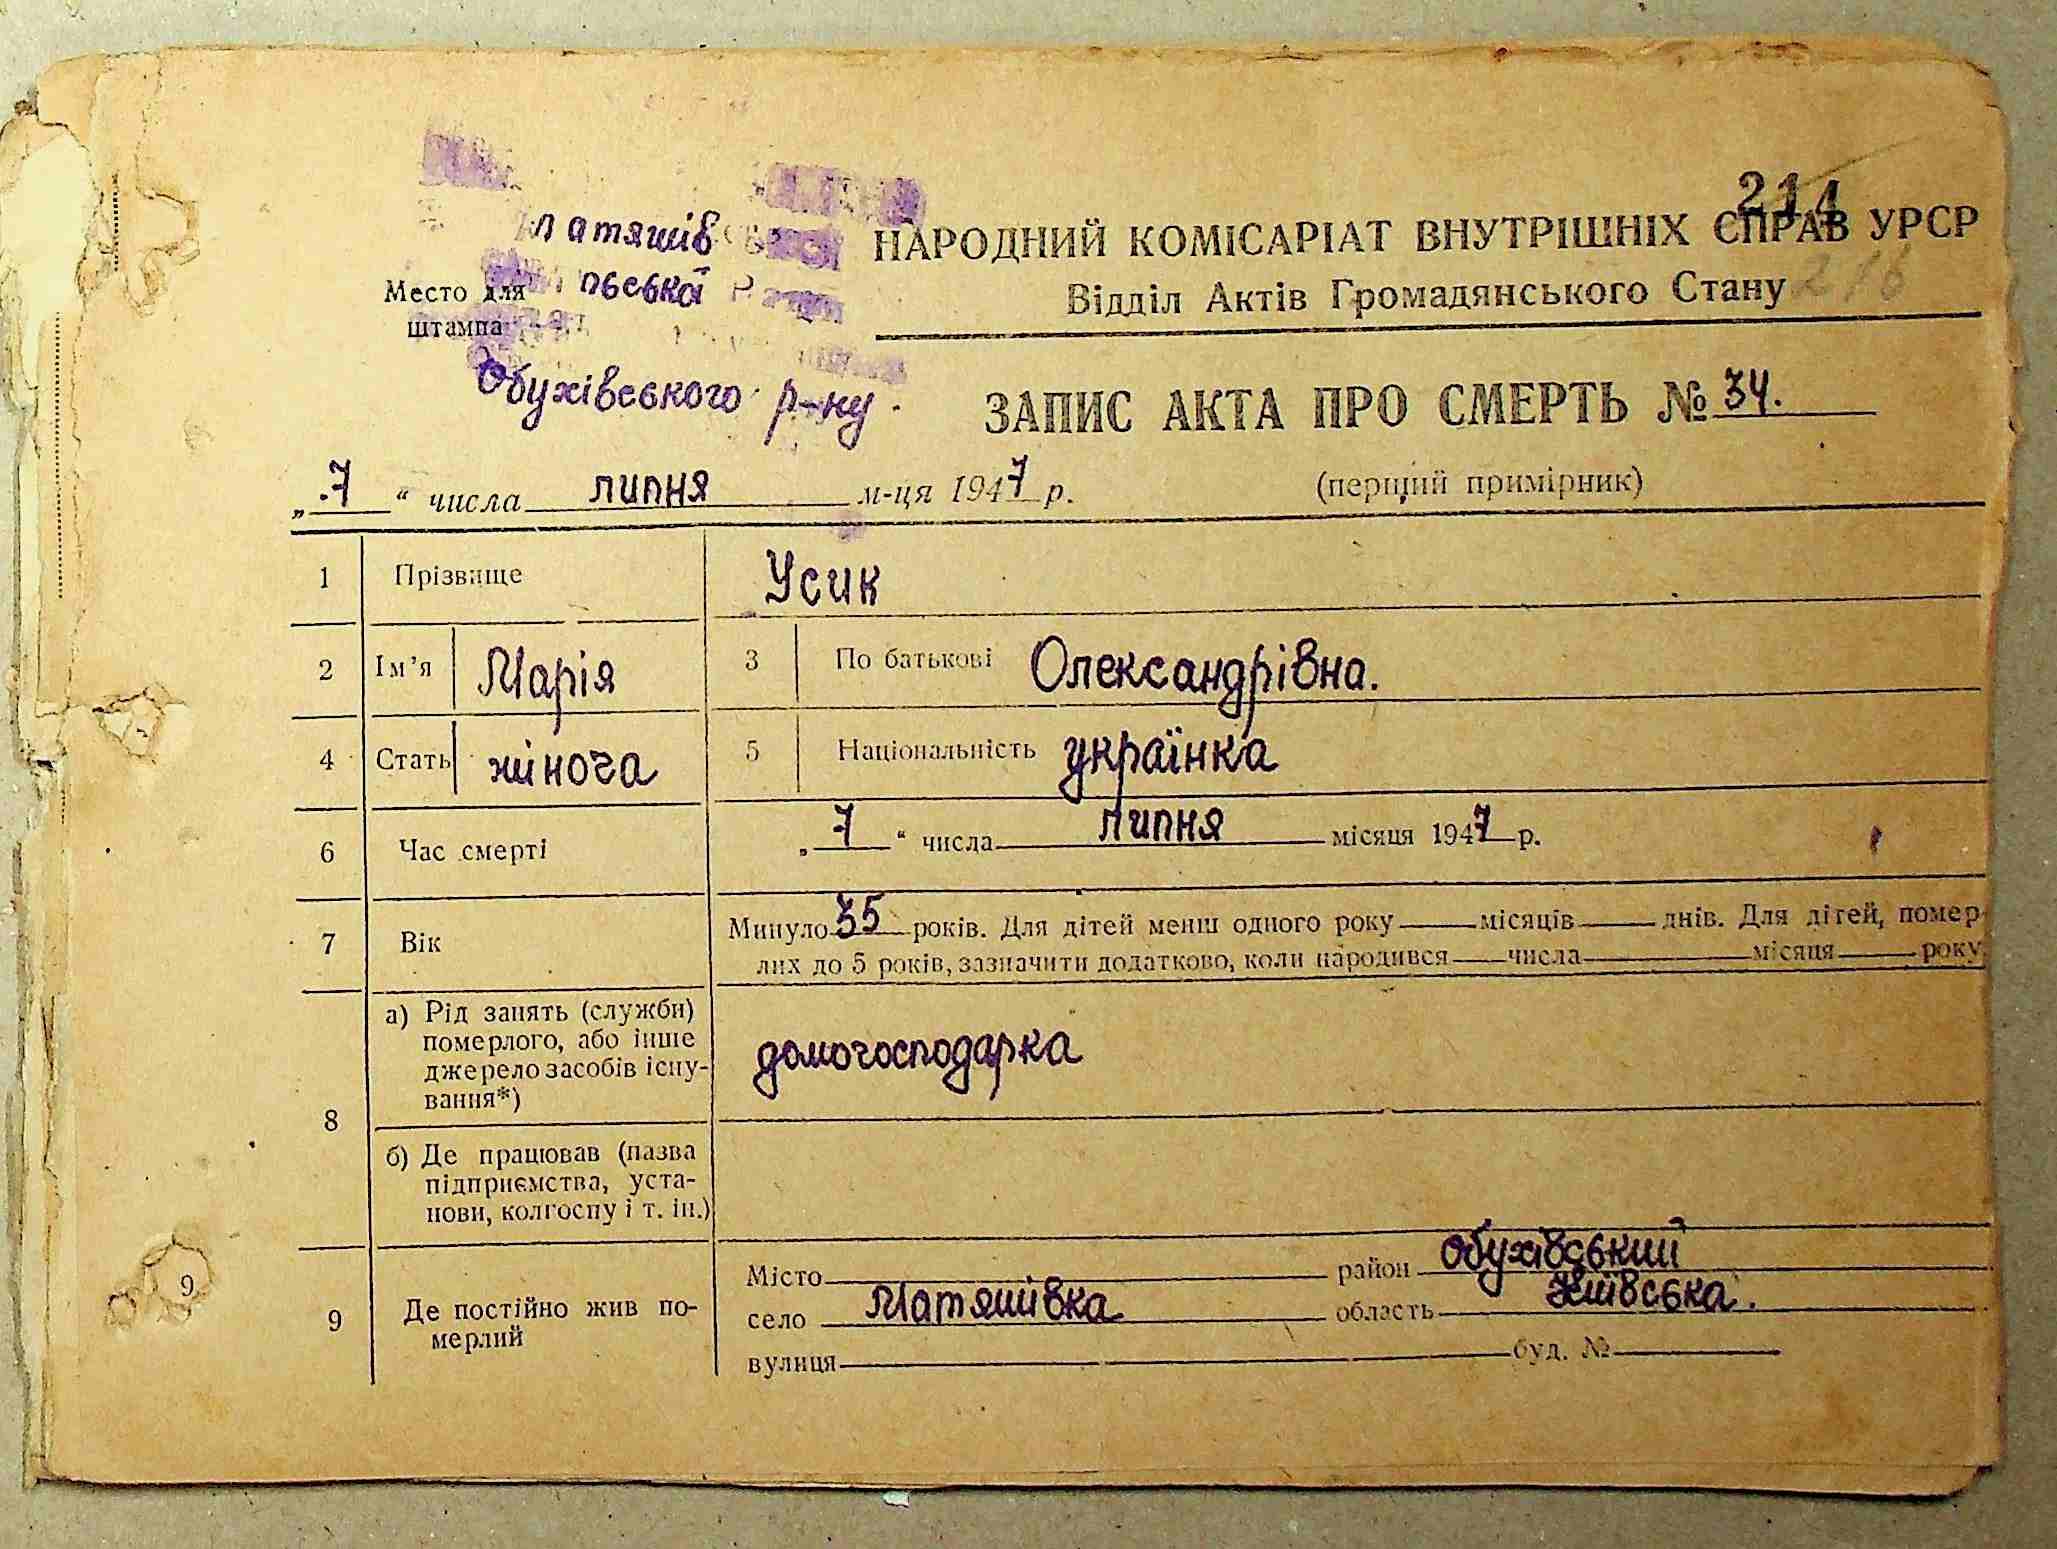 214
НАРОДНИЙ КОМІСАРІАТ ВНУТРІШНІХ СПРАВ УРСР
216
Відділ Актів Громадянського Стану
Матяшів
Место для
штампа
Обухівського р-ну
ЗАПИС АКТА ПРО СМЕРТЬ № 34.
„7“ числа липня м-ця 1947 р.
(перщий примірник)
1 Прізвище Усик
2 Ім’я Марія 3 По батькові Олександрівна.
4 Стать жіноча 5 Національність українка
6 Час смерті „7“ числа липня місяця 1947 р.
7 Вік Минуло 35 років. Для дітей менш одного року — місяців — днів. Для дітей, помер-
лих до 5 років, зазначити додатково, коли народився — числа — місяця — року
8 а) Рід занять (служби)
померлого, або інше
джерело засобів існу-
вання*)
домогосподарка
б) Де працював (назва
підприємства, уста-
нови, колгоспу і т. ін.)
9 Де постійно жив по-
мерлий
Місто район Обухівський
село Матяшівка область Київська.
вулиця буд. №
9